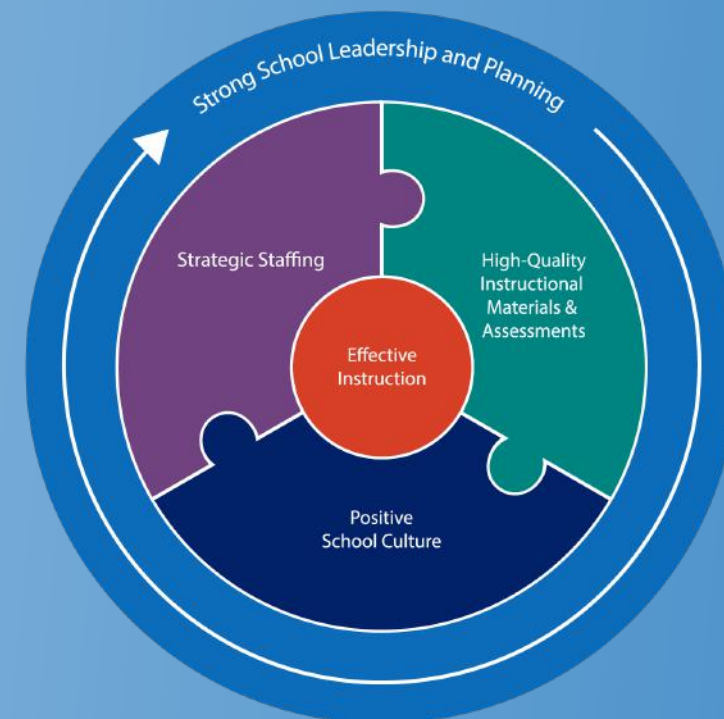 Strong School Leadership and Planning
Strategic Staffing
High-Quality
Instructional
Materials &
Assessments
Effective
Instruction
Positive
School Culture